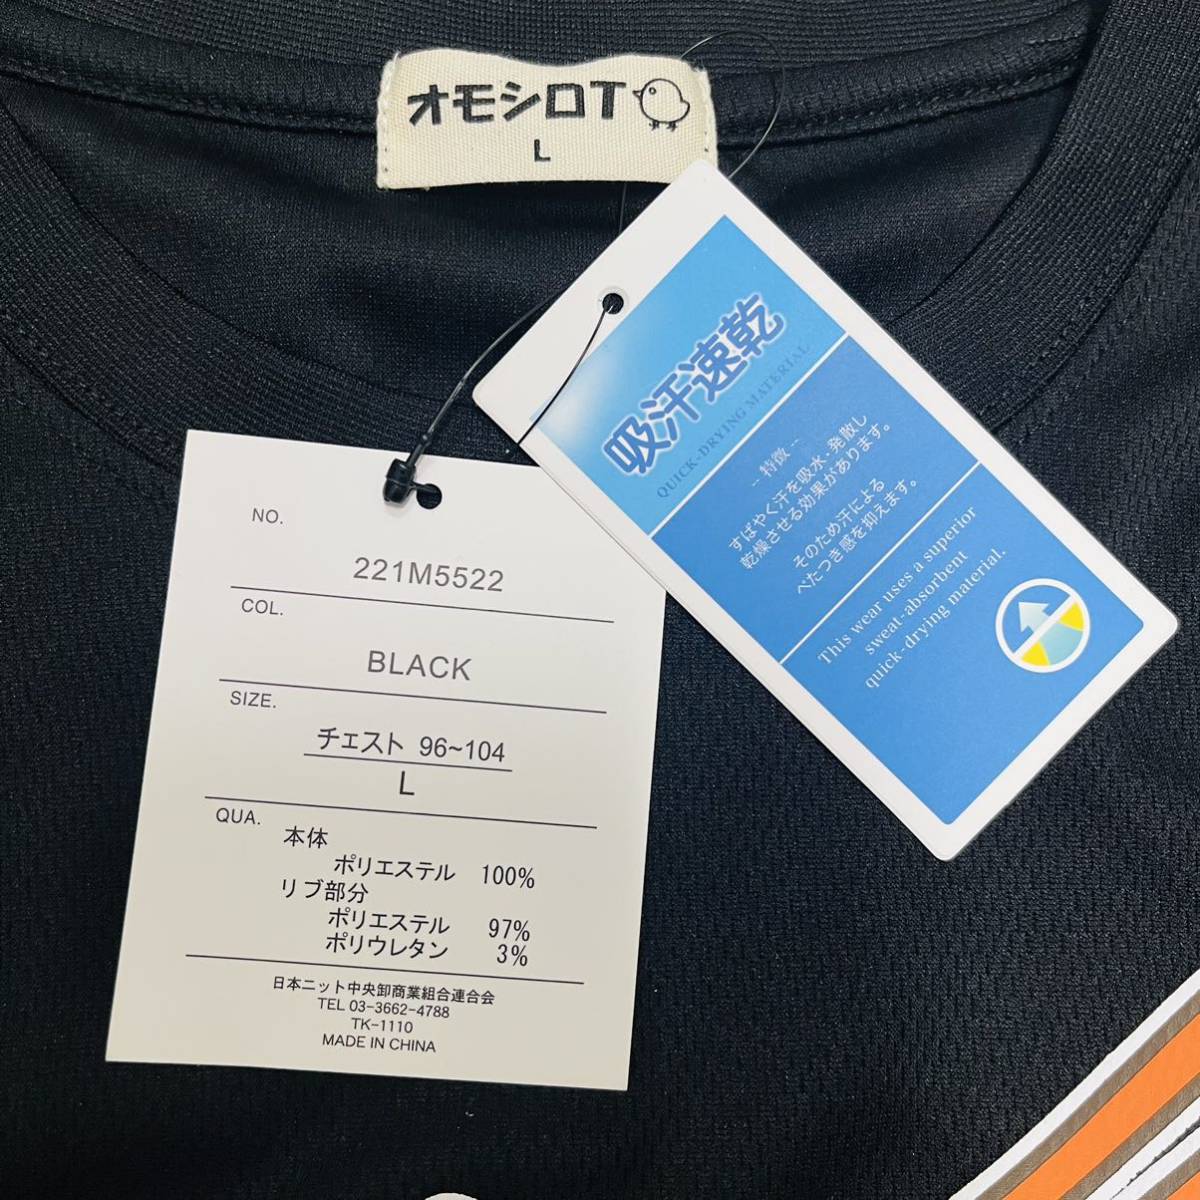 オモシロT
L
吸汗速乾
QUICK-DRYING MATERIAL
- 特徴 -
すばやく汗を吸水、発散し
乾燥させる効果があります。
そのため汗による
べたつき感を抑えます。
This wear uses a superior
sweat-absorbent
quick-drying material.
NO.
221M5522
COL.
BLACK
SIZE.
チェスト 96~104
L
QUA.
本体
ポリエステル 100%
リブ部分
ポリエステル 97%
ポリウレタン 3%
日本ニット中央卸商業組合連合会
TEL 03-3662-4788
TK-1110
MADE IN CHINA